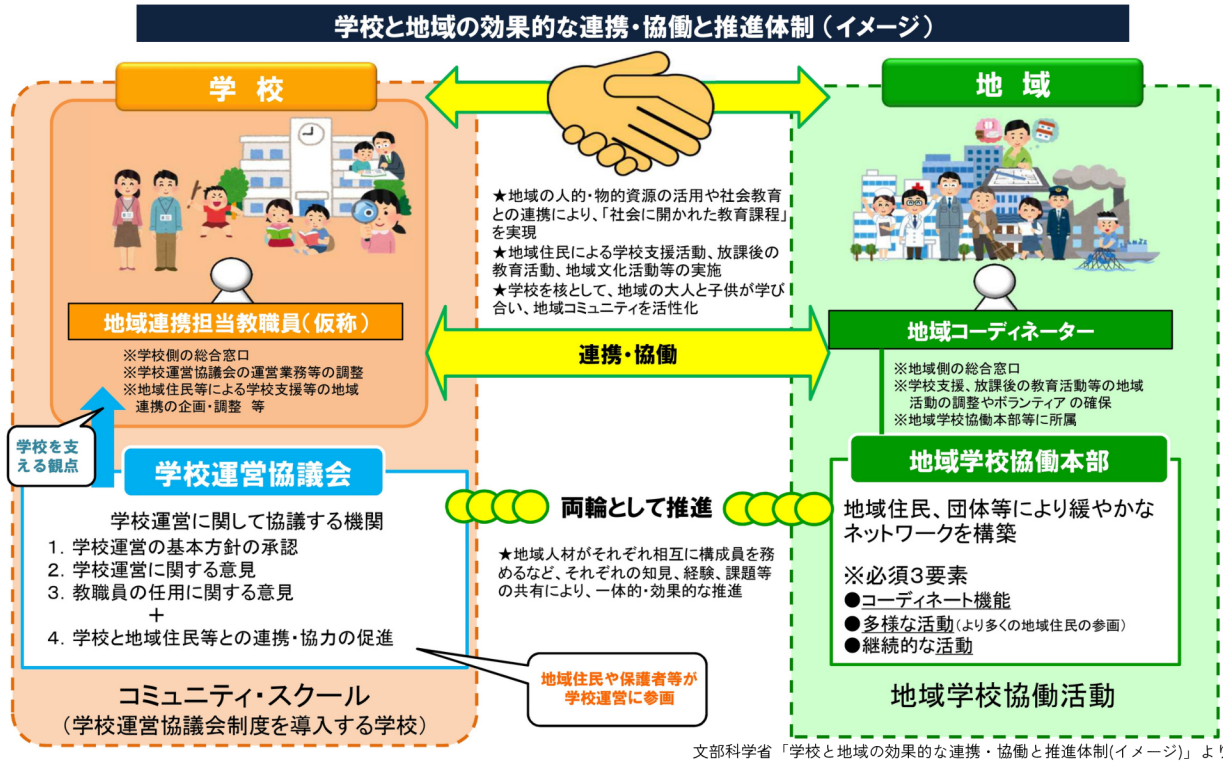 学校と地域の効果的な連携・協働と推進体制(イメージ)
学校
★地域の人的・物的資源の活用や社会教育
との連携により、「社会に開かれた教育課程」
を実現
★地域住民による学校支援活動、放課後の
教育活動、地域文化活動等の実施
★学校を核として、地域の大人と子供が学び
合い、地域コミュニティを活性化
地域
地域連携担当教職員(仮称)
※学校側の総合窓口
※学校運営協議会の運営業務等の調整
※地域住民等による学校支援等の地域
連携の企画・調整 等
連携・協働
地域コーディネーター
※地域側の総合窓口
※学校支援、放課後の教育活動等の地域
活動の調整やボランティアの確保
※地域学校協働本部等に所属
学校を支
える観点
学校運営協議会
学校運営に関して協議する機関
1. 学校運営の基本方針の承認
2. 学校運営に関する意見
3. 教職員の任用に関する意見
+
4. 学校と地域住民等との連携・協力の促進
両輪として推進
★地域人材がそれぞれ相互に構成員を務
めるなど、それぞれの知見、経験、課題等
の共有により、一体的・効果的な推進
地域学校協働本部
地域住民、団体等により緩やかな
ネットワークを構築
※必須3要素
●コーディネート機能
●多様な活動(より多くの地域住民の参画)
●継続的な活動
地域住民や保護者等が
学校運営に参画
コミュニティ・スクール
(学校運営協議会制度を導入する学校)
地域学校協働活動
文部科学省「学校と地域の効果的な連携・協働と推進体制(イメージ)」より